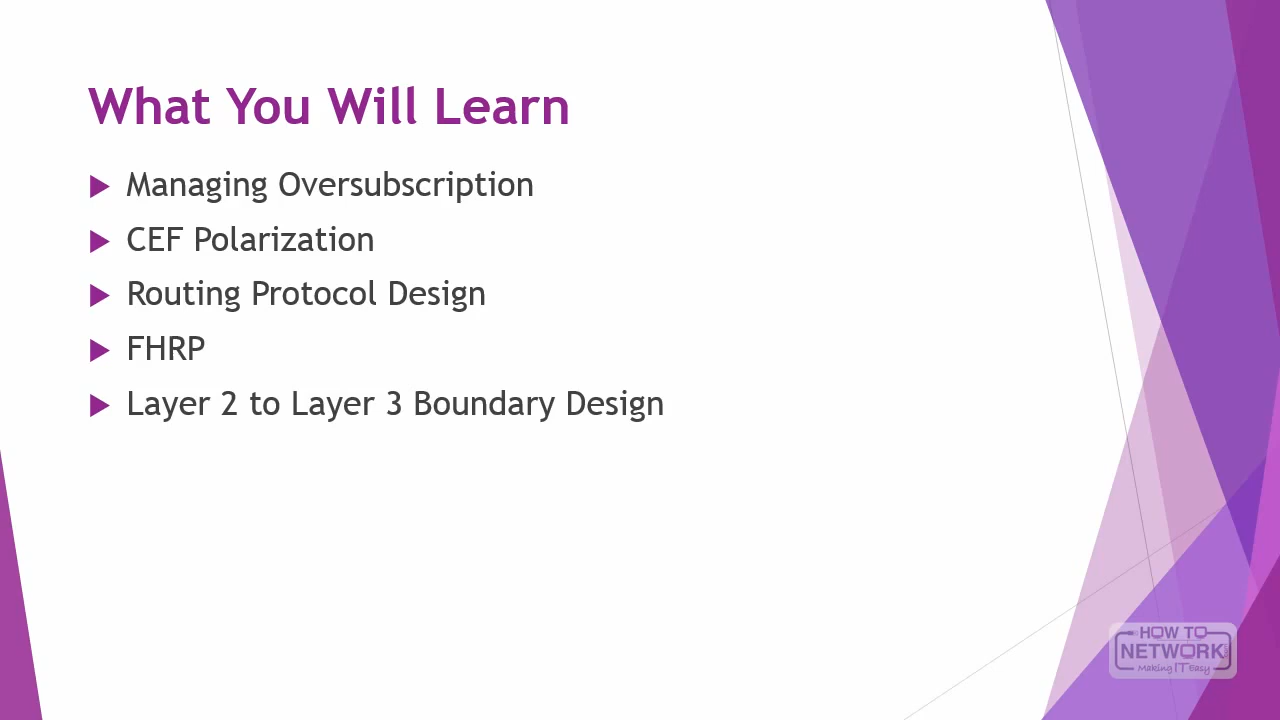 What You Will Learn
Managing Oversubscription
CEF Polarization
Routing Protocol Design
FHRP
Layer 2 to Layer 3 Boundary Design
HOW TO
NETWORK
Making IT Easy